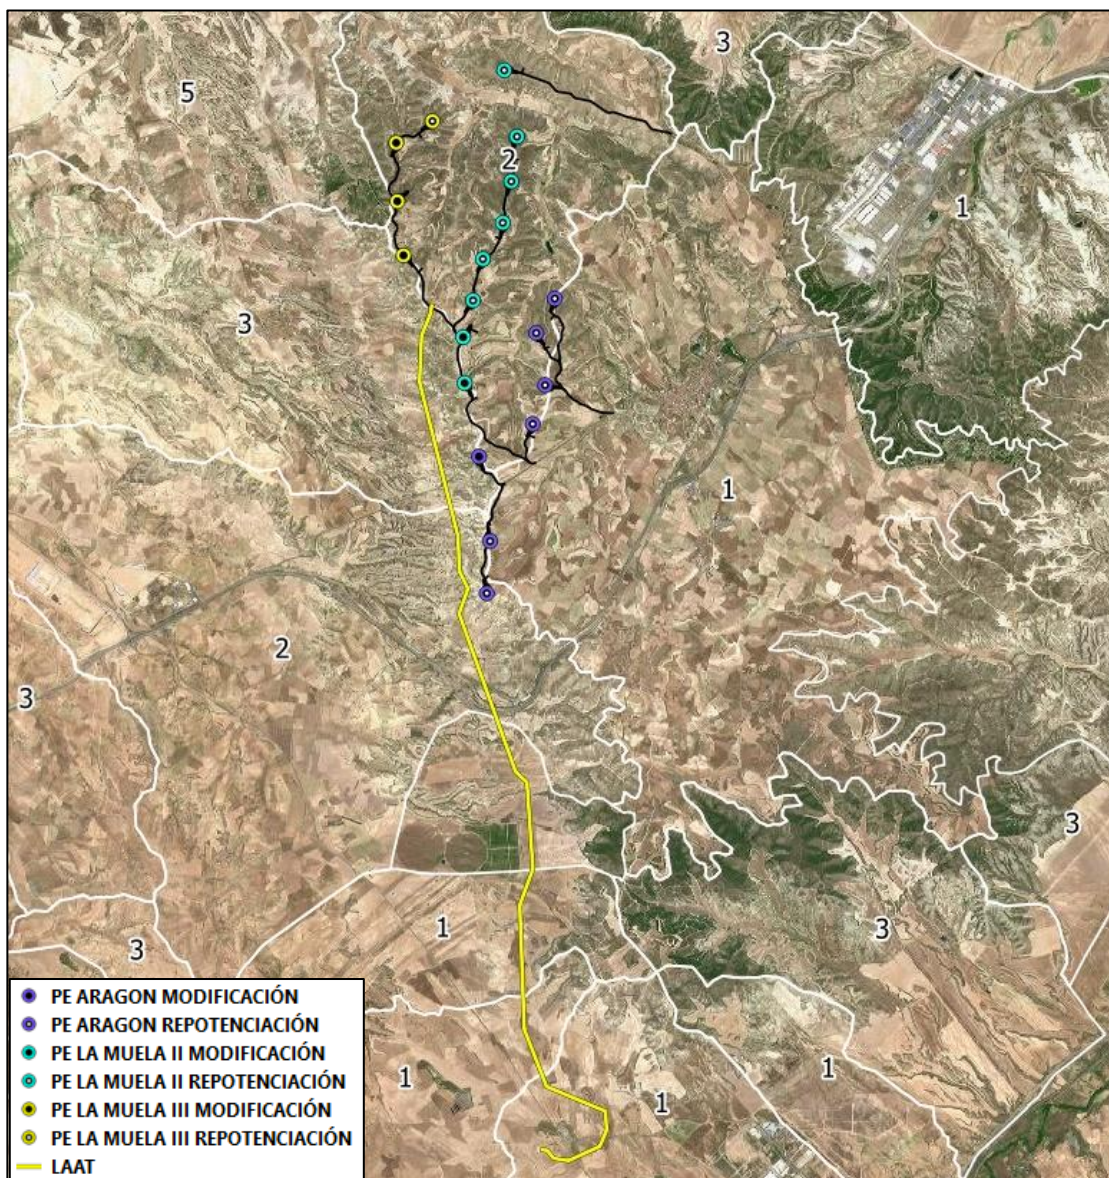 3
5
2
1
3
1
2
3
3
1
3
3
1
1
1
PE ARAGON MODIFICACIÓN
PE ARAGON REPOTENCIACIÓN
PE LA MUELA II MODIFICACIÓN
PE LA MUELA II REPOTENCIACIÓN
PE LA MUELA III MODIFICACIÓN
PE LA MUELA III REPOTENCIACIÓN
LAAT